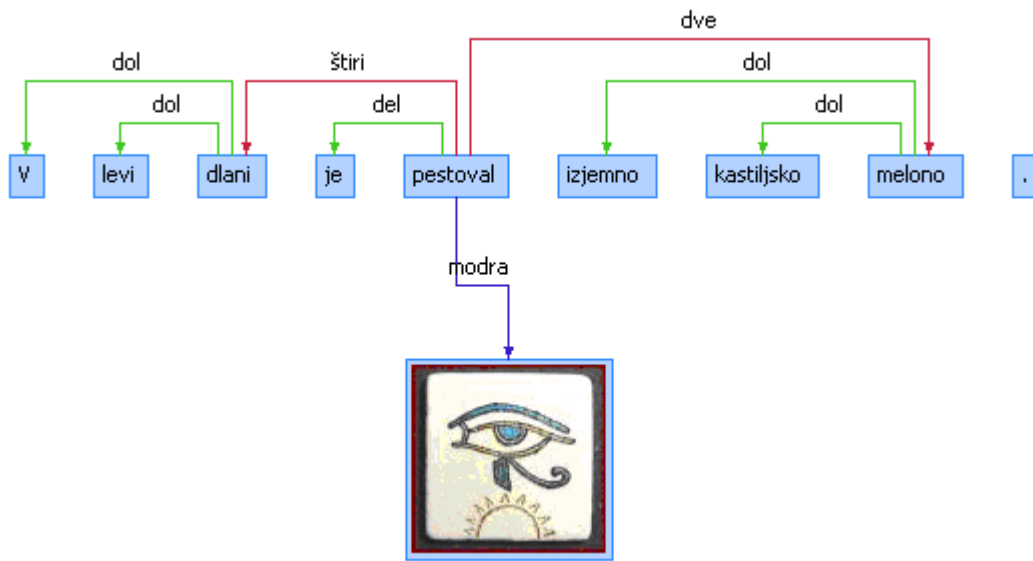 dve
dol štiri dol
dol del dol
V levi dlani je pestoval izjemno kastiljsko melono .
modra